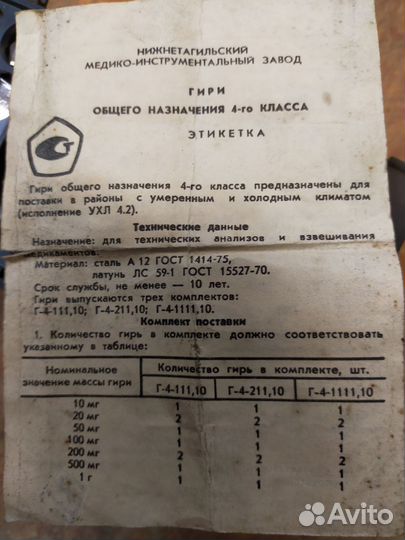 НИЖНЕТАГИЛЬСКИЙ
МЕДИКО-ИНСТРУМЕНТАЛЬНЫЙ ЗАВОД
ГИРИ
ОБЩЕГО НАЗНАЧЕНИЯ 4-го КЛАССА
ЭТИКЕТКА
Гири общего назначения 4-го класса предназначены для
поставки в районы с умеренным и холодным климатом
(исполнение УХЛ 4.2).
Технические данные
Назначение: для технических анализов и взвешивания
медикаментов.
Материал: сталь А 12 ГОСТ 1414-75,
латунь ЛС 59-1 ГОСТ 15527-70.
Срок службы, не менее — 10 лет.
Гири выпускаются трех комплектов:
Г-4-111,10; Г-4-211,10; Г-4-1111,10.
Комплект поставки
1. Количество гирь в комплекте должно соответствовать
указанному в таблице:
Номинальное значение массы гири Количество гирь в комплекте, шт.
Г-4-111,10 Г-4-211,10 Г-4-1111,10
10 мг 1 1 1
20 мг 2 2 2
50 мг 1 1 1
100 мг 1 1 1
200 мг 2 2 2
500 мг 1 1 1
1 г 1 1 1
Avito